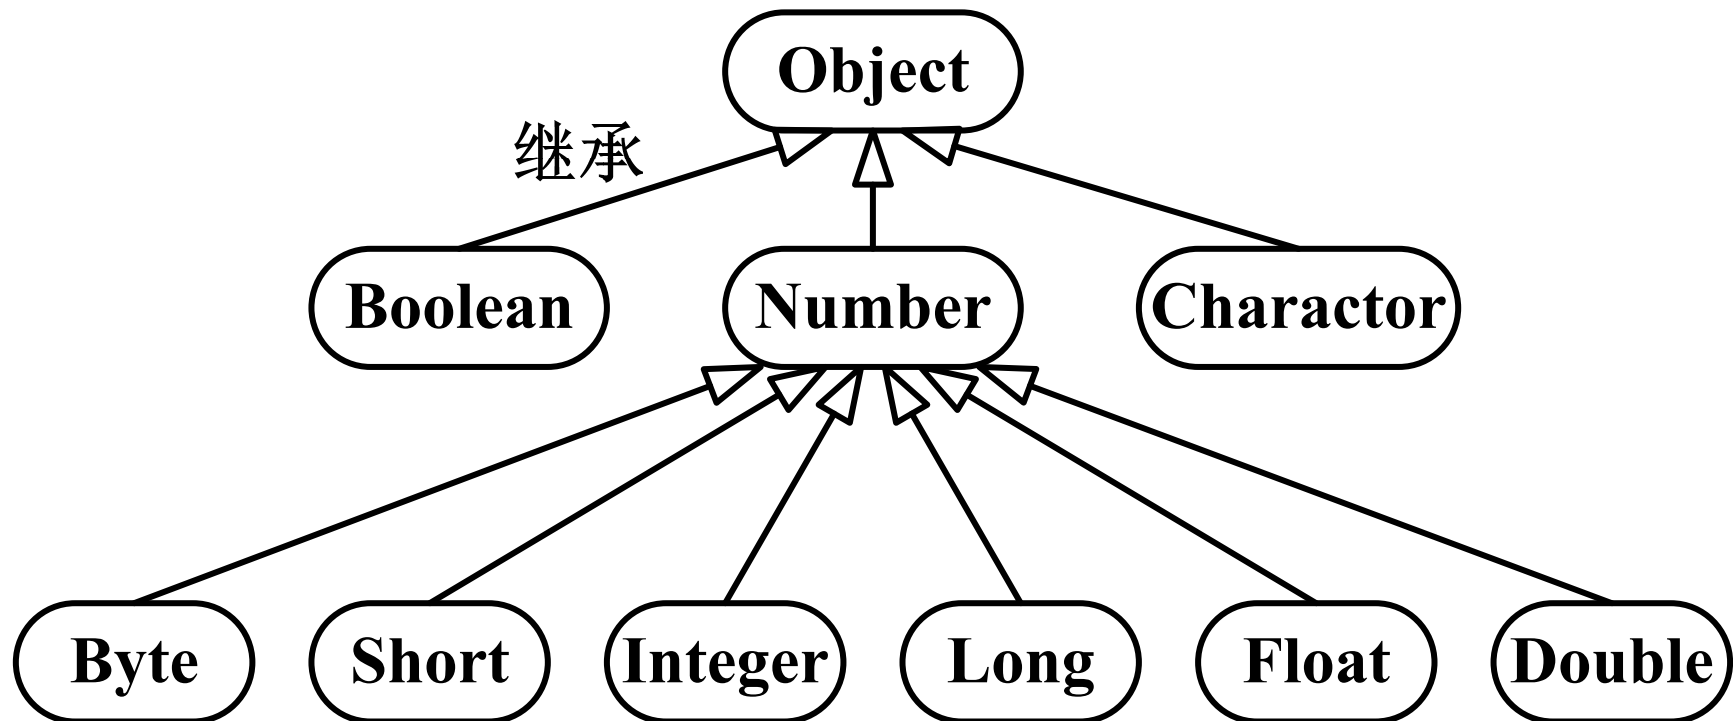 Object
继承
Boolean
Number
Charactor
Byte
Short
Integer
Long
Float
Double